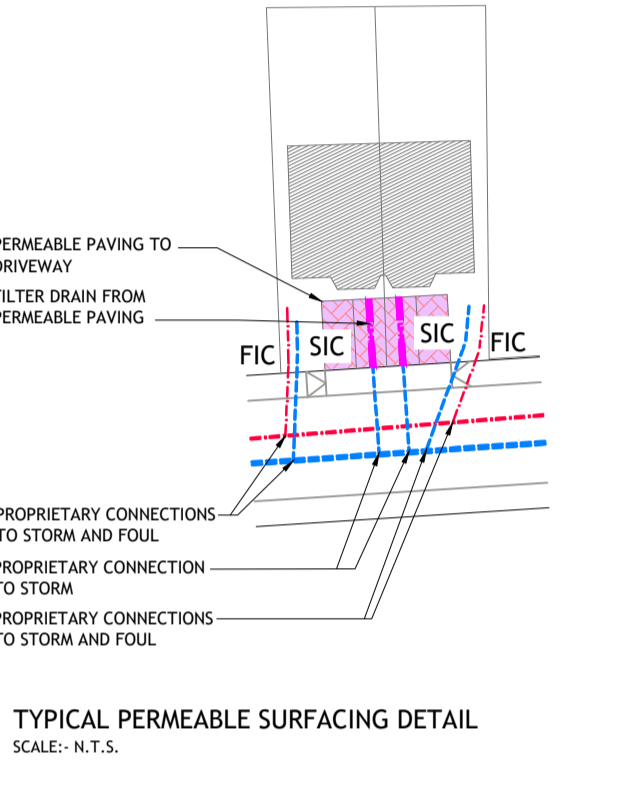 PERMEABLE PAVING TO
DRIVEWAY
FILTER DRAIN FROM
PERMEABLE PAVING
FIC
SIC
SIC
FIC
PROPRIETARY CONNECTIONS
TO STORM AND FOUL
PROPRIETARY CONNECTION
TO STORM
PROPRIETARY CONNECTIONS
TO STORM AND FOUL
TYPICAL PERMEABLE SURFACING DETAIL
SCALE:- N.T.S.